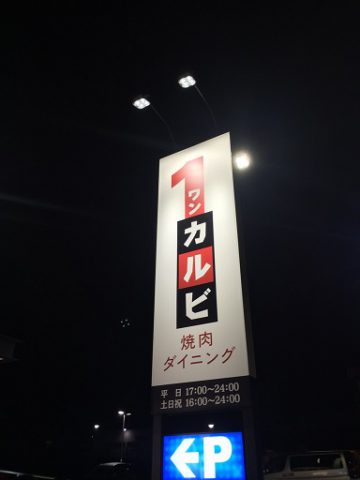 1
ワン
カルビ
焼肉
ダイニング
平 日 17:00~24:00
土日祝 16:00~24:00
←P